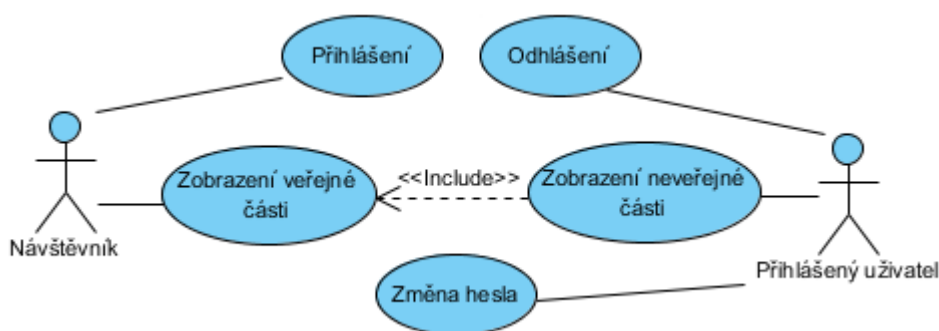 Přihlášení
Odhlášení
<<Include>>
Zobrazení veřejné
části
Zobrazení neveřejné
části
Návštěvník
Přihlášený uživatel
Změna hesla